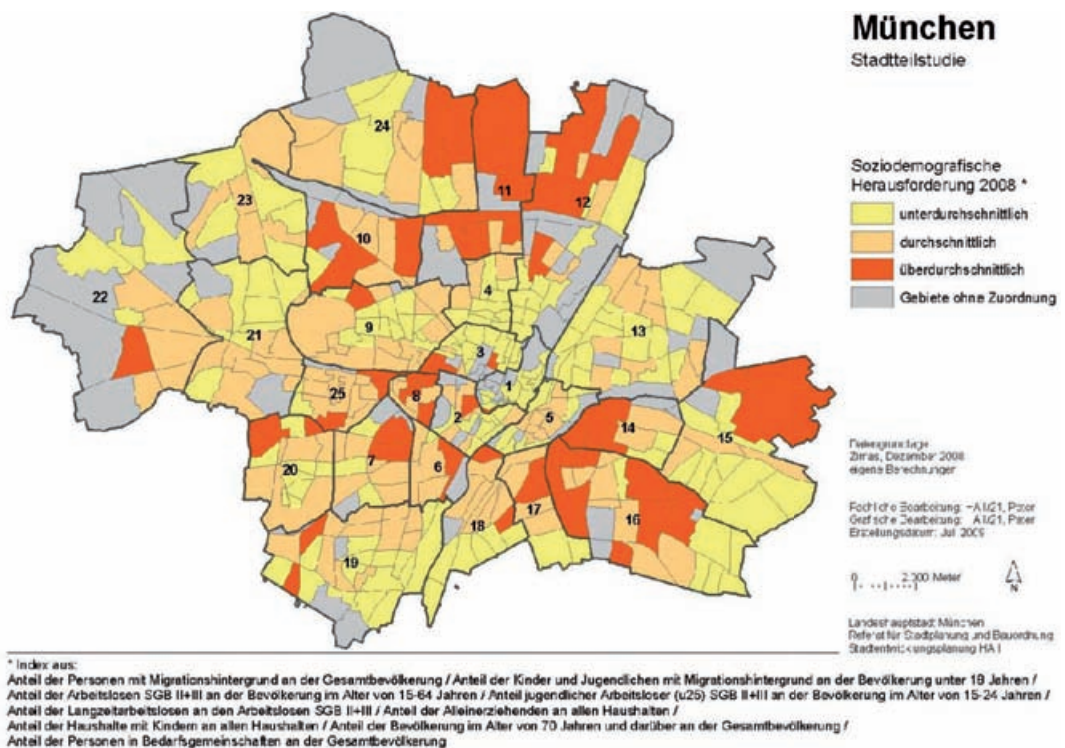 München
Stadtteilstudie
Soziodemografische
Herausforderung 2008 *
unterdurchschnittlich
durchschnittlich
überdurchschnittlich
Gebiete ohne Zuordnung
24
11
12
23
10
22
4
9
13
21
3
1
25
8
2
5
14
15
20
7
6
16
17
18
19
Dezember 2008
eigene Berechnungen
Erstellungsdatum: Juli 2009
0 2.000 Meter
N
Landeshauptstadt München
Referat für Stadtplanung und Bauordnung
Stadtentwicklungsplanung HA I
* Index aus:
Anteil der Personen mit Migrationshintergrund an der Gesamtbevölkerung / Anteil der Kinder und Jugendlichen mit Migrationshintergrund an der Bevölkerung unter 18 Jahren /
Anteil der Arbeitslosen SGB II+III an der Bevölkerung im Alter von 15-64 Jahren / Anteil jugendlicher Arbeitsloser (u25) SGB II+III an der Bevölkerung im Alter von 15-24 Jahren /
Anteil der Langzeitarbeitslosen an den Arbeitslosen SGB II+III / Anteil der Alleinerziehenden an allen Haushalten /
Anteil der Haushalte mit Kindern an allen Haushalten / Anteil der Bevölkerung im Alter von 70 Jahren und darüber an der Gesamtbevölkerung /
Anteil der Personen in Bedarfsgemeinschaften an der Gesamtbevölkerung